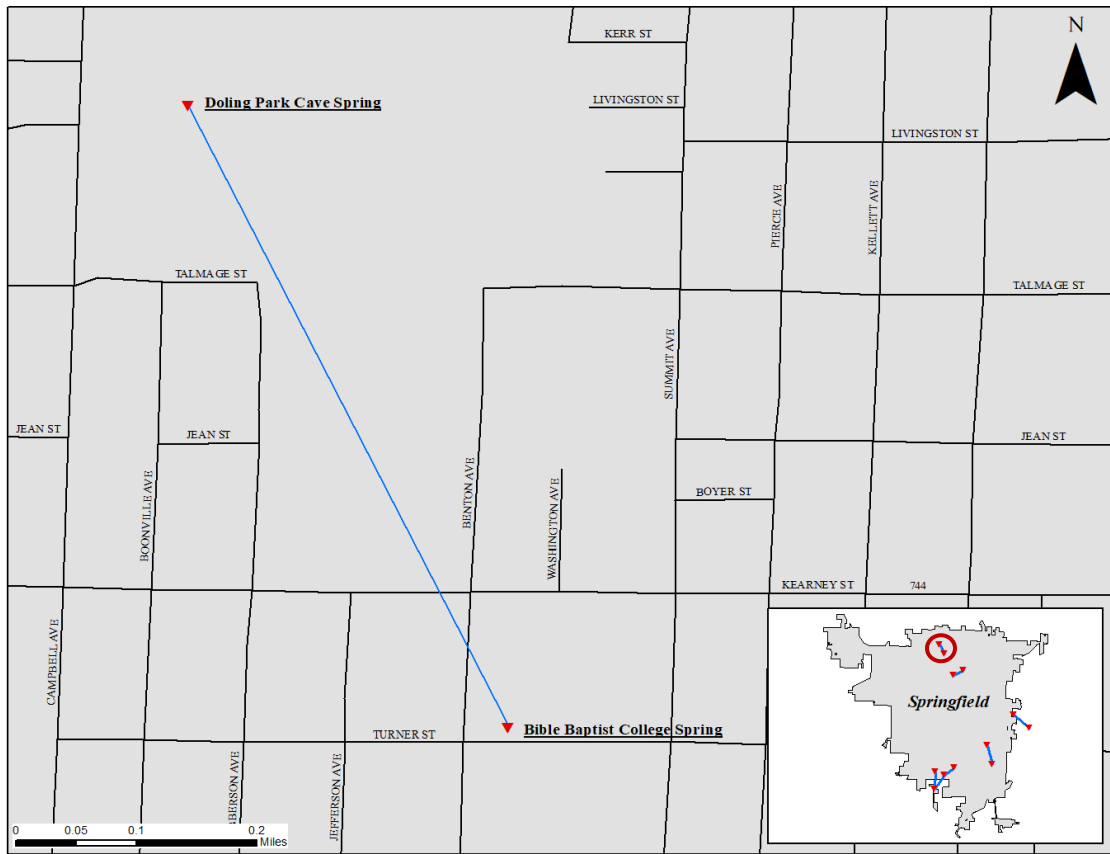 KERR ST
N
Doling Park Cave Spring
LIVINGSTON ST
LIVINGSTON ST
PIERCE AVE
KELLETT AVE
TALMAGE ST
TALMAGE ST
SUMMIT AVE
JEAN ST
JEAN ST
JEAN ST
BOONVILLE AVE
BENTON AVE
WASHINGTON AVE
BOYER ST
KEARNEY ST
744
CAMPBELL AVE
Springfield
Bible Baptist College Spring
TURNER ST
BBERSON AVE
JEFFERSON AVE
0 0.05 0.1 0.2
Miles